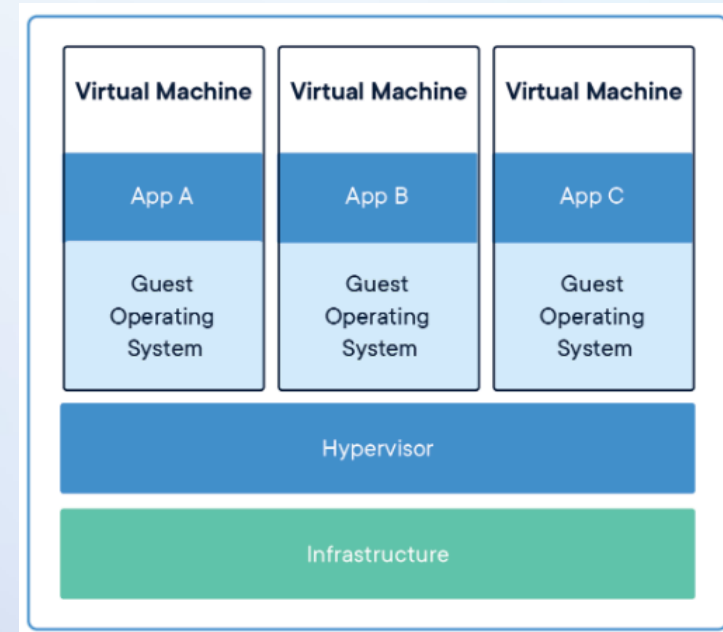 Virtual Machine
App A
Guest
Operating
System
Virtual Machine
App B
Guest
Operating
System
Virtual Machine
App C
Guest
Operating
System
Hypervisor
Infrastructure